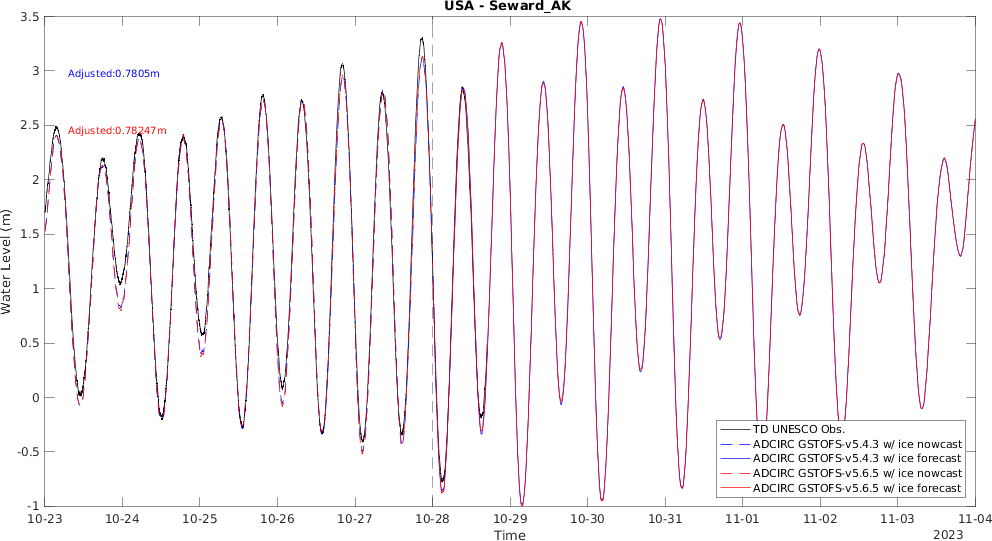 USA - Seward_AK
3.5
3
2.5
2
1.5
1
0.5
0
-0.5
-1
Water Level (m)
Adjusted:0.7805m
Adjusted:0.78247m
TD UNESCO Obs.
ADCIRC GSTOFS-v5.4.3 w/ ice nowcast
ADCIRC GSTOFS-v5.4.3 w/ ice forecast
ADCIRC GSTOFS-v5.6.5 w/ ice nowcast
ADCIRC GSTOFS-v5.6.5 w/ ice forecast
10-23 10-24 10-25 10-26 10-27 10-28 10-29 10-30 10-31 11-01 11-02 11-03 11-04
Time
2023